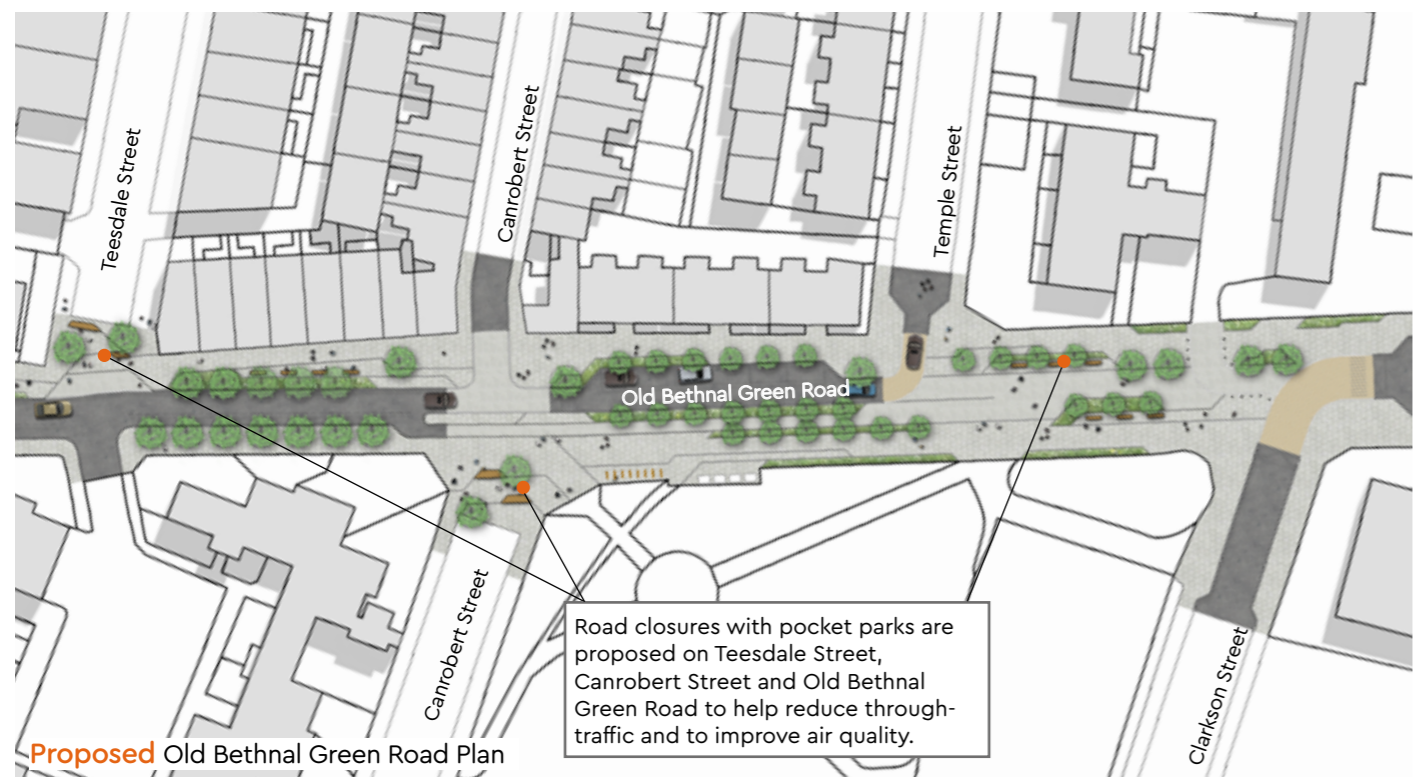 Teesdale Street
Canrobert Street
Temple Street
Old Bethnal Green Road
Canrobert Street
Clarkson Street
Road closures with pocket parks are
proposed on Teesdale Street,
Canrobert Street and Old Bethnal
Green Road to help reduce through-
traffic and to improve air quality.
Proposed Old Bethnal Green Road Plan